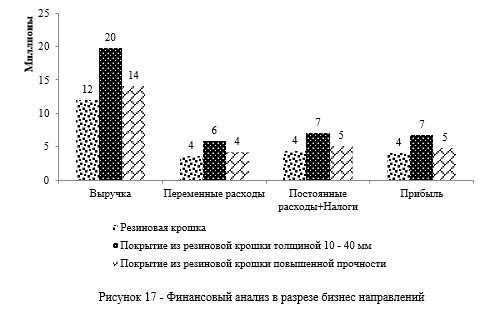 Миллионы
25
20
15
10
5
0
12
20
14
4
6
4
4
7
5
4
7
5
Выручка
Переменные расходы
Постоянные
расходы+Налоги
Прибыль
Резиновая крошка
Покрытие из резиновой крошки толщиной 10 - 40 мм
Покрытие из резиновой крошки повышенной прочности
Рисунок 17 - Финансовый анализ в разрезе бизнес направлений